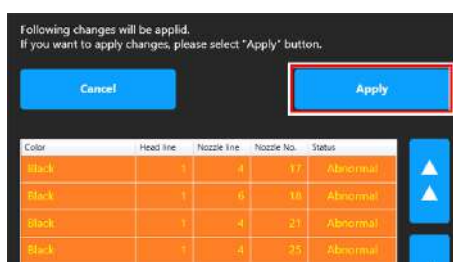 Following changes will be applid.
If you want to apply changes, please select "Apply" button.
Cancel Apply
Color Head line Nozzle line Nozzle No. Status
Black 1 4 17 Abnormal
Black 1 6 18 Abnormal
Black 1 4 21 Abnormal
Black 1 4 25 Abnormal